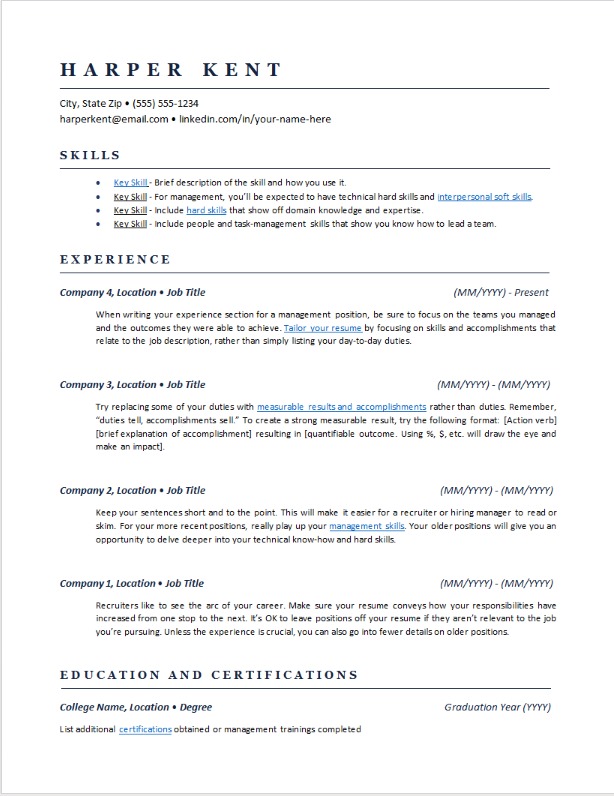 HARPER KENT
City, State Zip • (555) 555-1234
harperkent@email.com • linkedin.com/in/your-name-here
SKILLS
• Key Skill - Brief description of the skill and how you use it.
• Key Skill - For management, you’ll be expected to have technical hard skills and interpersonal soft skills.
• Key Skill - Include hard skills that show off domain knowledge and expertise.
• Key Skill - Include people and task-management skills that show you know how to lead a team.
EXPERIENCE
Company 4, Location • Job Title (MM/YYYY) - Present
When writing your experience section for a management position, be sure to focus on the teams you managed
and the outcomes they were able to achieve. Tailor your resume by focusing on skills and accomplishments that
relate to the job description, rather than simply listing your day-to-day duties.
Company 3, Location • Job Title (MM/YYYY) - (MM/YYYY)
Try replacing some of your duties with measurable results and accomplishments rather than duties. Remember,
“duties tell, accomplishments sell.” To create a strong measurable result, try the following format: [Action verb]
[brief explanation of accomplishment] resulting in [quantifiable outcome. Using %, $, etc. will draw the eye and
make an impact].
Company 2, Location • Job Title (MM/YYYY) - (MM/YYYY)
Keep your sentences short and to the point. This will make it easier for a recruiter or hiring manager to read or
skim. For your more recent positions, really play up your management skills. Your older positions will give you an
opportunity to delve deeper into your technical know-how and hard skills.
Company 1, Location • Job Title (MM/YYYY) - (MM/YYYY)
Recruiters like to see the arc of your career. Make sure your resume conveys how your responsibilities have
increased from one stop to the next. It’s OK to leave positions off your resume if they aren’t relevant to the job
you’re pursuing. Unless the experience is crucial, you can also go into fewer details on older positions.
EDUCATION AND CERTIFICATIONS
College Name, Location • Degree Graduation Year (YYYY)
List additional certifications obtained or management trainings completed